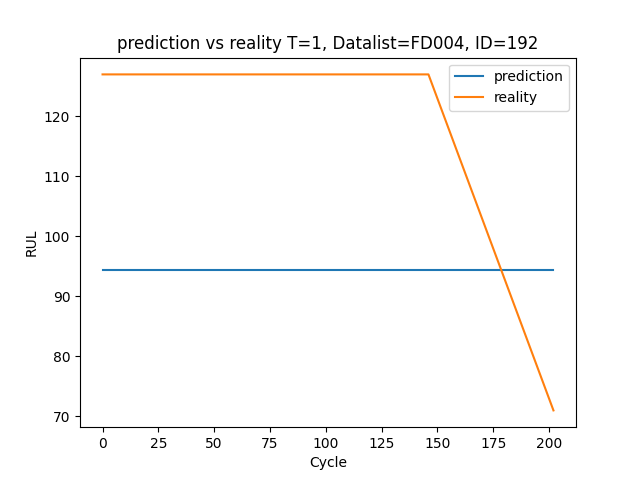 prediction vs reality T=1, Datalist=FD004, ID=192
prediction
reality
120
110
100
90
80
70
RUL
0 25 50 75 100 125 150 175 200
Cycle